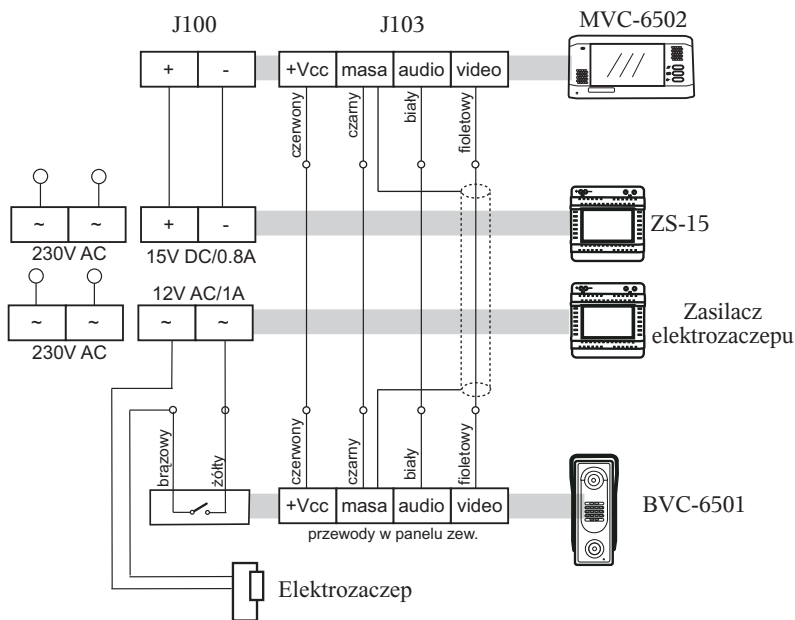 J100
J103
MVC-6502
+ -
+Vcc masa audio video
czerwony
czarny
biały
fioletowy
~ ~
+ -
ZS-15
230V AC
15V DC/0.8A
12V AC/1A
~ ~
~ ~
Zasilacz
elektrozaczepu
230V AC
brązowy
żółty
czerwony
czarny
biały
fioletowy
+Vcc masa audio video
BVC-6501
przewody w panelu zew.
Elektrozaczep